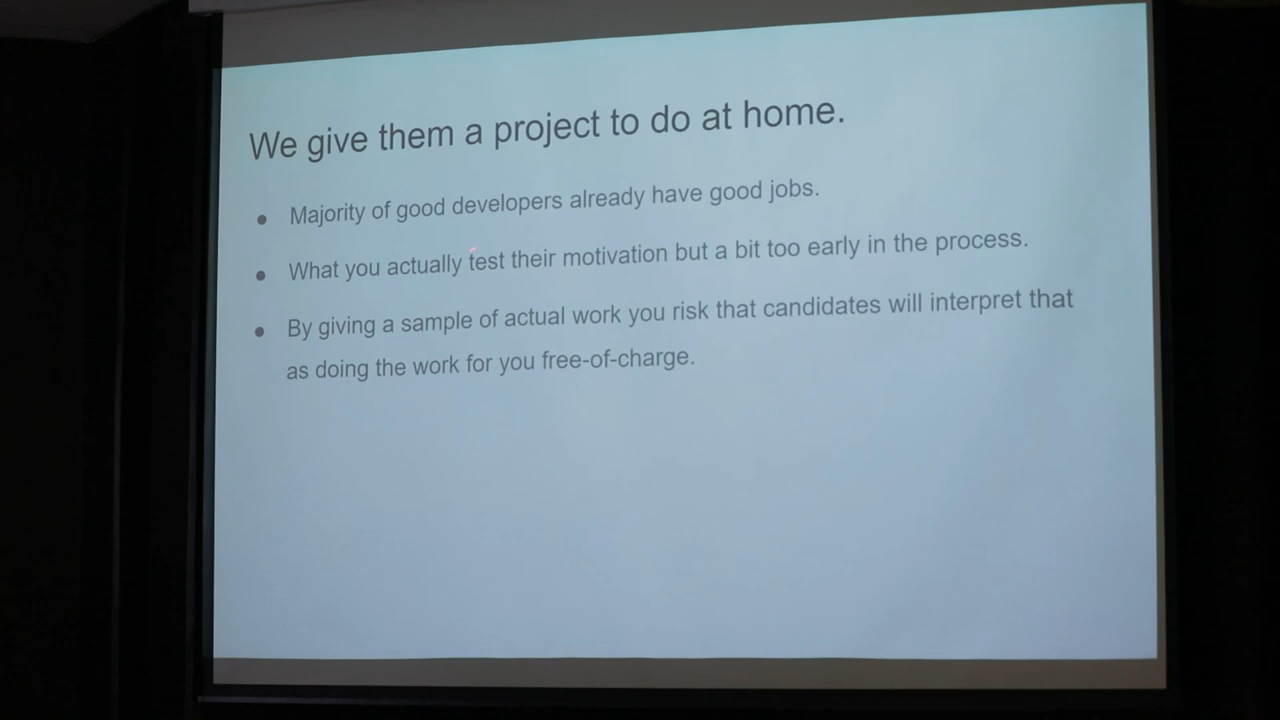 We give them a project to do at home.
● Majority of good developers already have good jobs.
● What you actually test their motivation but a bit too early in the process.
● By giving a sample of actual work you risk that candidates will interpret that
as doing the work for you free-of-charge.